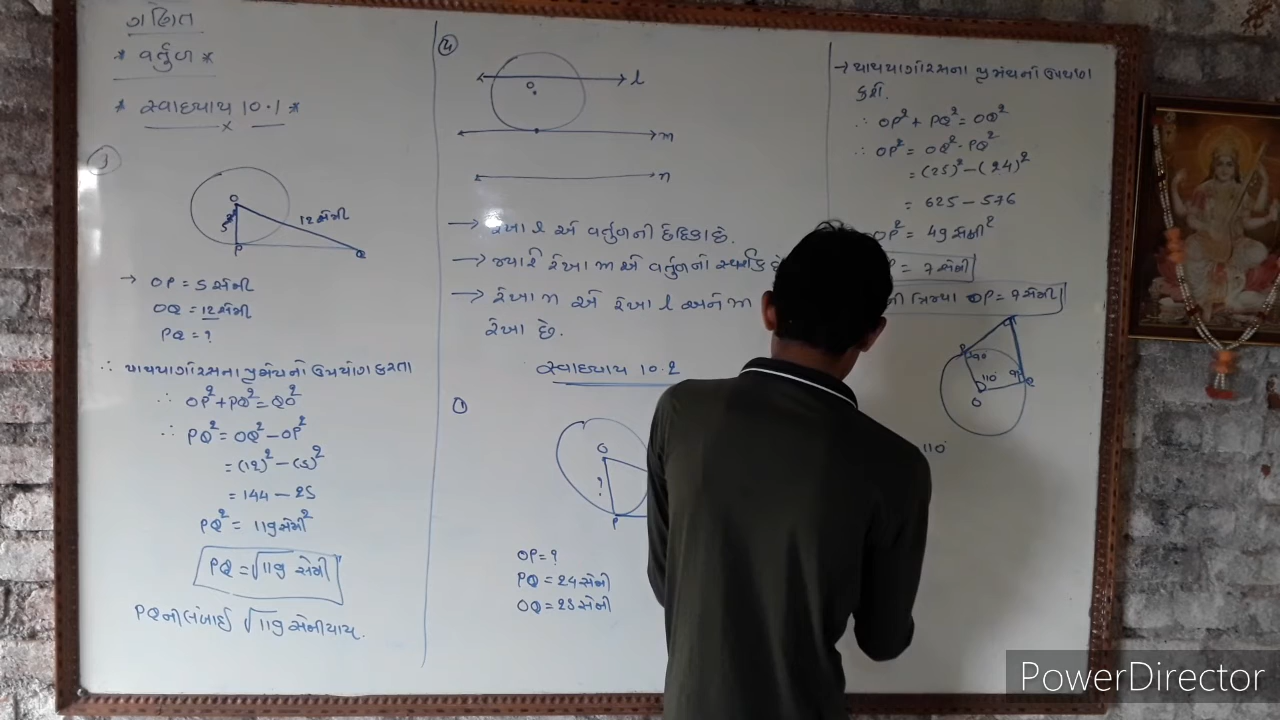 ગણિત
* વર્તુળ *
* સ્વાધ્યાય 10.1 *
૩
O
5
12 સેમી
P
Q
→ OP = 5 સેમી
OQ = 12 સેમી
PQ = ?
∴ પાયથાગોરસના પ્રમેયનો ઉપયોગ કરતા
∴ OP² + PQ² = QO²
∴ PQ² = OQ² − OP²
= (12)² − (5)²
= 144 − 25
PQ² = 119 સેમી²
PQ = √119 સેમી
PQ ની લંબાઈ √119 સેમી થાય.
૪
O
l
m
n
→ રેખા l એ વર્તુળની છેદિકા છે.
→ જ્યારે રેખા m એ વર્તુળનો સ્પર્શક
→ રેખા n એ રેખા l અને m
રેખા છે.
સ્વાધ્યાય 10.2
1
O
?
P
OP = ?
PQ = 24 સેમી
OQ = 25 સેમી
→ પાયથાગોરસના પ્રમેયનો ઉપયોગ
∴ OP² + PQ² = OQ²
∴ OP² = OQ² - PQ²
= (25)² − (24)²
= 625 − 576
OP² = 49 સેમી²
= 7 સેમી
ત્રિજ્યા OP = 7 સેમી
90
110°
Q
O
110°
PowerDirector